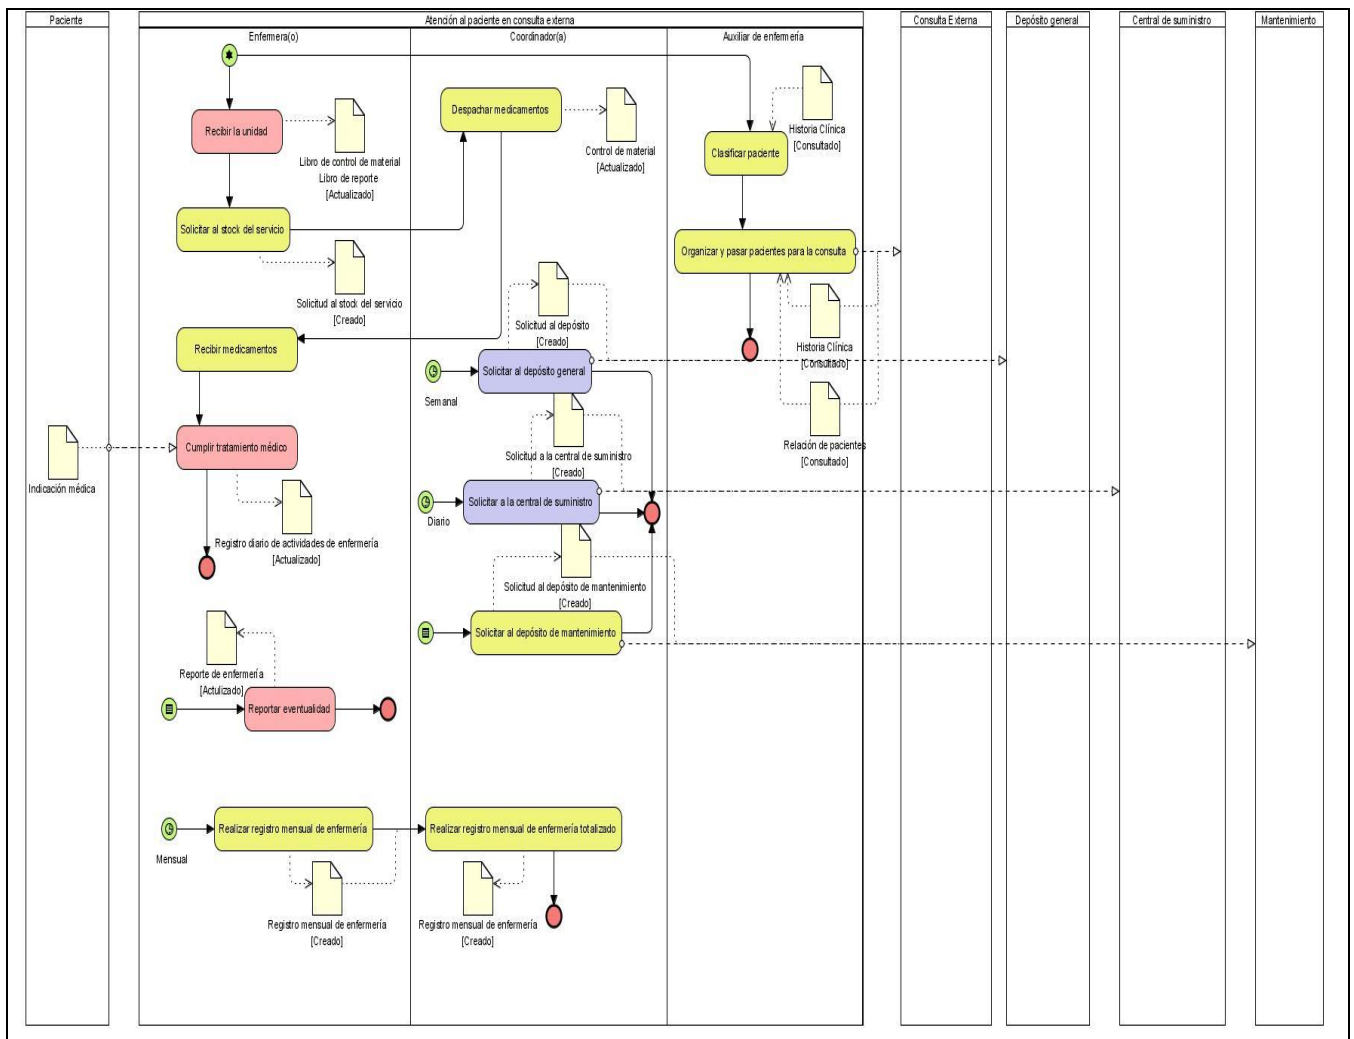 Paciente
Atención al paciente en consulta externa
Consulta Externa
Depósito general
Central de suministro
Mantenimiento
Enfermera(o)
Coordinador(a)
Auxiliar de enfermería
Recibir la unidad
Libro de control de material
Libro de reporte
[Actualizado]
Solicitar al stock del servicio
Solicitud al stock del servicio
[Creado]
Recibir medicamentos
Indicación médica
Cumplir tratamiento médico
Registro diario de actividades de enfermería
[Actualizado]
Reporte de enfermería
[Actulizado]
Reportar eventualidad
Mensual
Realizar registro mensual de enfermería
Registro mensual de enfermería
[Creado]
Despachar medicamentos
Control de material
[Actualizado]
Solicitud al depósito
[Creado]
Semanal
Solicitar al depósito general
Solicitud a la central de suministro
[Creado]
Diario
Solicitar a la central de suministro
Solicitud al depósito de mantenimiento
[Creado]
Solicitar al depósito de mantenimiento
Realizar registro mensual de enfermería totalizado
Registro mensual de enfermería
[Creado]
Historia Clínica
[Consultado]
Clasificar paciente
Organizar y pasar pacientes para la consulta
Historia Clínica
[Consultado]
Relación de pacientes
[Consultado]